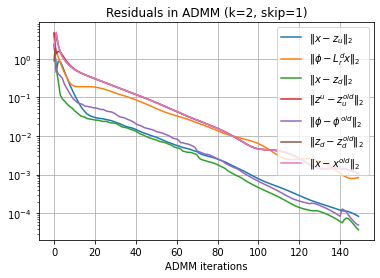 Residuals in ADMM (k=2, skip=1)
10⁰
10⁻¹
10⁻²
10⁻³
10⁻⁴
‖x − z_u‖₂
‖ϕ − L_r^d x‖₂
‖x − z_d‖₂
‖z^u − z_u^{old}‖₂
‖ϕ − ϕ^{old}‖₂
‖z_d − z_d^{old}‖₂
‖x − x^{old}‖₂
0 20 40 60 80 100 120 140
ADMM iterations